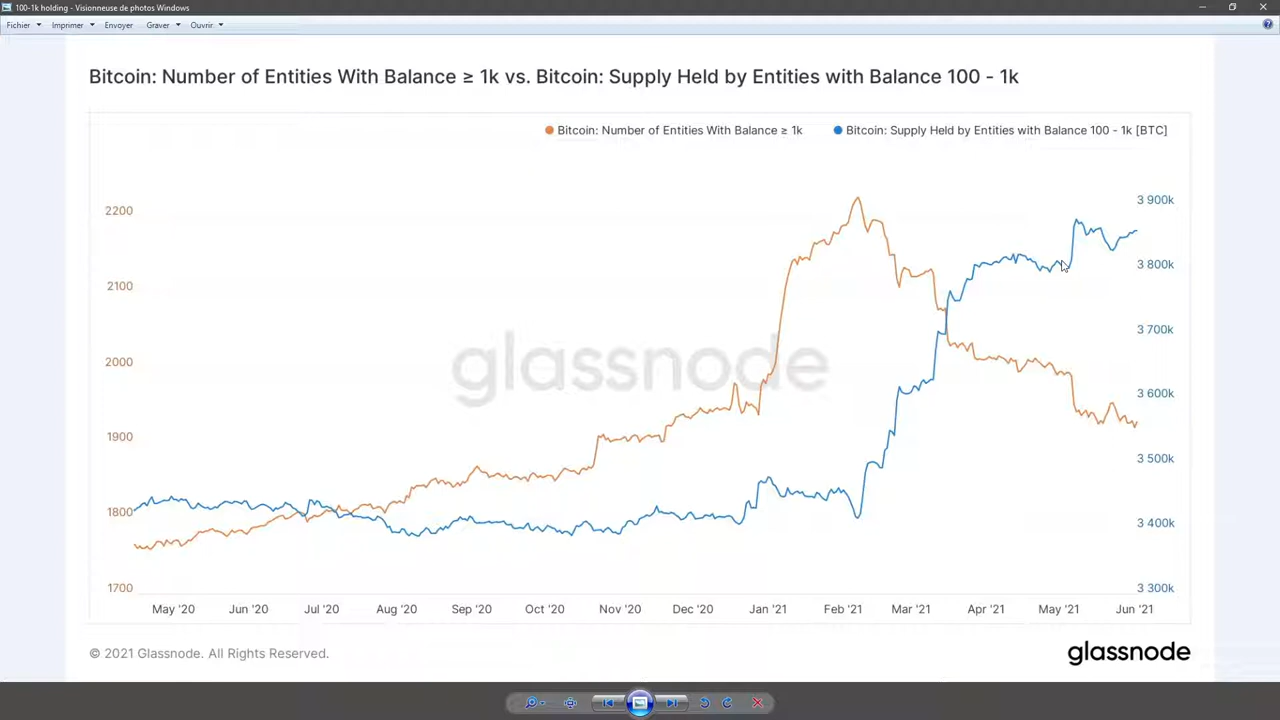 100-1k holding - Visionneuse de photos Windows
Fichier Imprimer Envoyer Graver Ouvrir
Bitcoin: Number of Entities With Balance ≥ 1k vs. Bitcoin: Supply Held by Entities with Balance 100 - 1k
Bitcoin: Number of Entities With Balance ≥ 1k Bitcoin: Supply Held by Entities with Balance 100 - 1k [BTC]
3 900k
2200
3 800k
2100
3 700k
2000
glassnode
3 600k
1900
3 500k
1800
3 400k
1700
3 300k
May '20 Jun '20 Jul '20 Aug '20 Sep '20 Oct '20 Nov '20 Dec '20 Jan '21 Feb '21 Mar '21 Apr '21 May '21 Jun '21
© 2021 Glassnode. All Rights Reserved.
glassnode